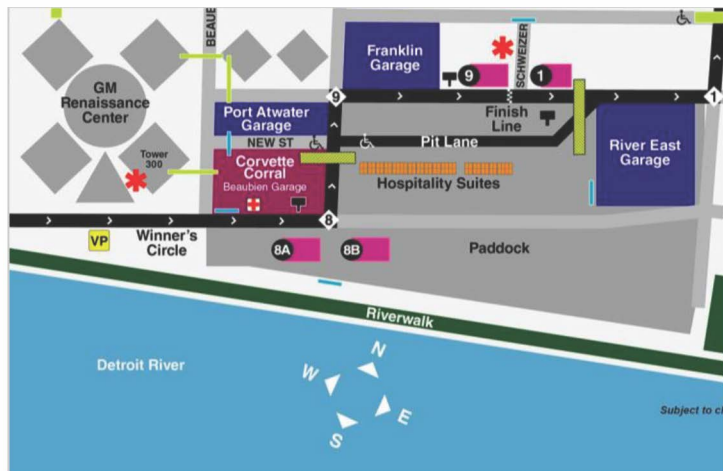 BEAUB
GM
Renaissance
Center
Tower
300
Franklin
Garage
SCHWEIZER
9
1
9
1
Port Atwater
Garage
NEW ST
Finish
Line
Pit Lane
River East
Garage
Corvette
Corral
Beaubien Garage
Hospitality Suites
8
VP
Winner's
Circle
8A
8B
Paddock
Riverwalk
Detroit River
N
W
E
S
Subject to c